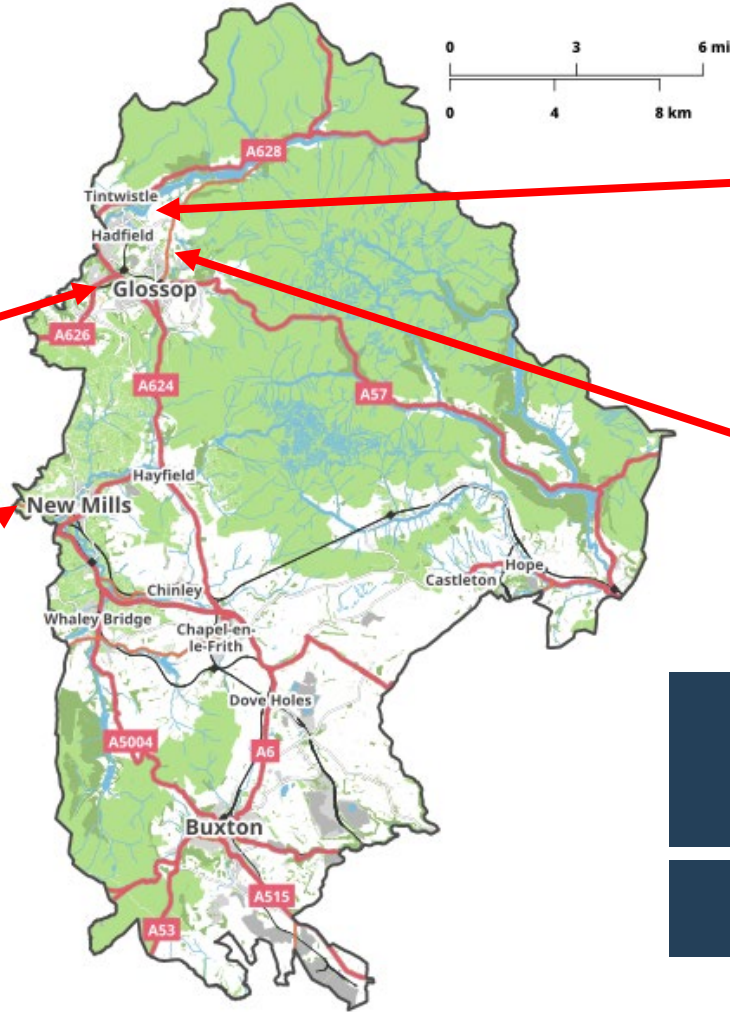 0 3 6 mi
0 4 8 km
A628
Tintwistle
Hadfield
Glossop
A626
A624
A57
Hayfield
New Mills
Hope
Castleton
Chinley
Whaley Bridge
Chapel-en-
le-Frith
Dove Holes
A5004
A6
Buxton
A515
A53